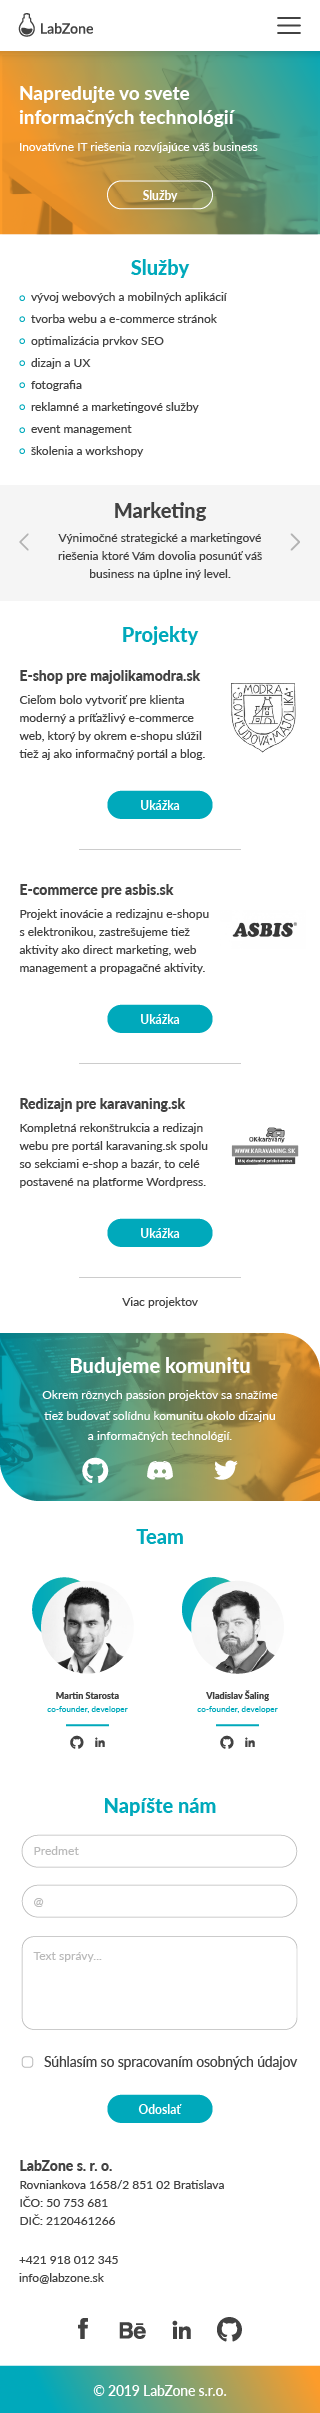 LabZone
Napredujte vo svete
informačných technológií
Inovatívne IT riešenia rozvíjajúce váš business
Služby
Služby
vývoj webových a mobilných aplikácií
tvorba webu a e-commerce stránok
optimalizácia prvkov SEO
dizajn a UX
fotografia
reklamné a marketingové služby
event management
školenia a workshopy
Marketing
Výnimočné strategické a marketingové
riešenia ktoré Vám dovolia posunúť váš
business na úplne iný level.
Projekty
E-shop pre majolikamodra.sk
Cieľom bolo vytvoriť pre klienta
moderný a príťažlivý e-commerce
web, ktorý by okrem e-shopu slúžil
tiež aj ako informačný portál a blog.
MODRA
SLOVENSKÁ ĽUDOVÁ MAJOLIKA
Ukážka
E-commerce pre asbis.sk
Projekt inovácie a redizajnu e-shopu
s elektronikou, zastrešujeme tiež
aktivity ako direct marketing, web
management a propagačné aktivity.
ASBIS®
Ukážka
Redizajn pre karavaning.sk
Kompletná rekonštrukcia a redizajn
webu pre portál karavaning.sk spolu
so sekciami e-shop a bazár, to celé
postavené na platforme Wordpress.
OK karavany
WWW.KARAVANING.SK
Ukážka
Viac projektov
Budujeme komunitu
Okrem rôznych passion projektov sa snažíme
tiež budovať solídnu komunitu okolo dizajnu
a informačných technológií.
Team
Martin Starosta
co-founder, developer
in
Vladislav Šaling
co-founder, developer
in
Napíšte nám
Predmet
@
Text správy...
Súhlasím so spracovaním osobných údajov
Odoslať
LabZone s. r. o.
Rovniankova 1658/2 851 02 Bratislava
IČO: 50 753 681
DIČ: 2120461266
+421 918 012 345
info@labzone.sk
f Bē in
© 2019 LabZone s.r.o.